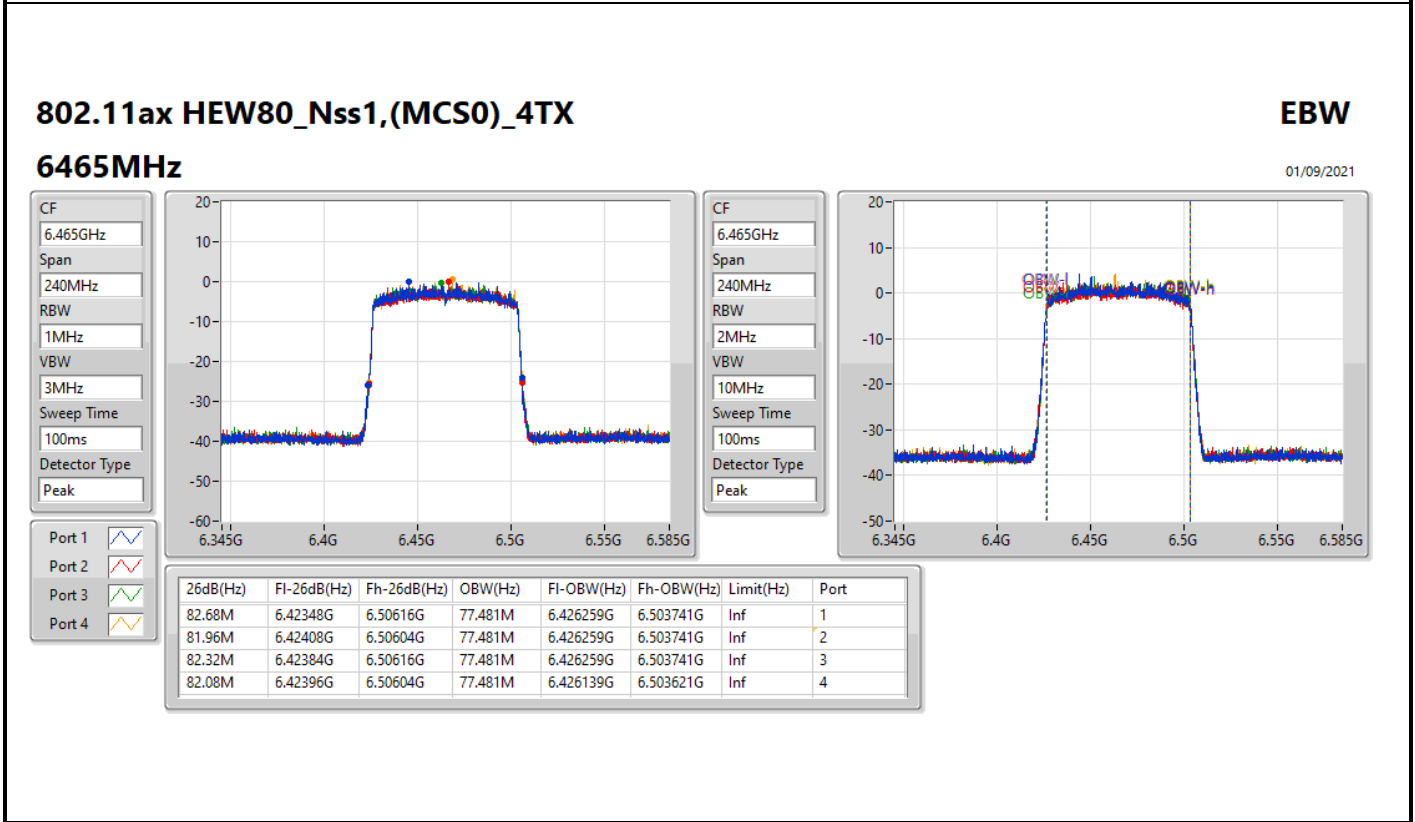 802.11ax HEW80_Nss1,(MCS0)_4TX
EBW
6465MHz
01/09/2021
CF
6.465GHz
Span
240MHz
RBW
1MHz
VBW
3MHz
Sweep Time
100ms
Detector Type
Peak
20
10
0
-10
-20
-30
-40
-50
-60
6.345G 6.4G 6.45G 6.5G 6.55G 6.585G
CF
6.465GHz
Span
240MHz
RBW
2MHz
VBW
10MHz
Sweep Time
100ms
Detector Type
Peak
20
10
0
-10
-20
-30
-40
-50
OBW-l
OBW-h
6.345G 6.4G 6.45G 6.5G 6.55G 6.585G
Port 1
Port 2
Port 3
Port 4
26dB(Hz) Fl-26dB(Hz) Fh-26dB(Hz) OBW(Hz) Fl-OBW(Hz) Fh-OBW(Hz) Limit(Hz) Port
82.68M 6.42348G 6.50616G 77.481M 6.426259G 6.503741G Inf 1
81.96M 6.42408G 6.50604G 77.481M 6.426259G 6.503741G Inf 2
82.32M 6.42384G 6.50616G 77.481M 6.426259G 6.503741G Inf 3
82.08M 6.42396G 6.50604G 77.481M 6.426139G 6.503621G Inf 4